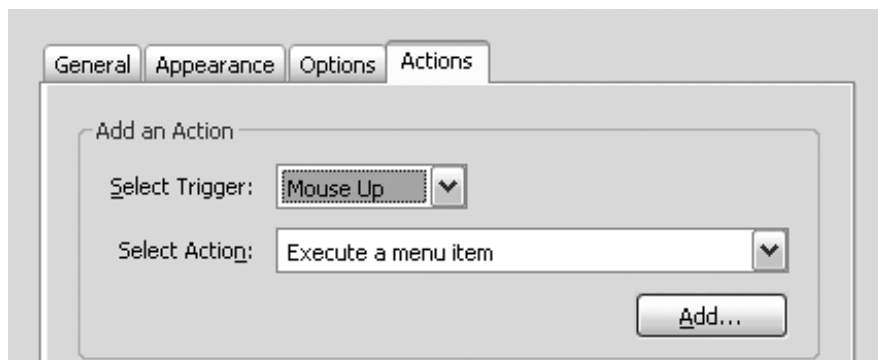 General Appearance Options Actions
Add an Action
Select Trigger: Mouse Up
Select Action: Execute a menu item
Add...